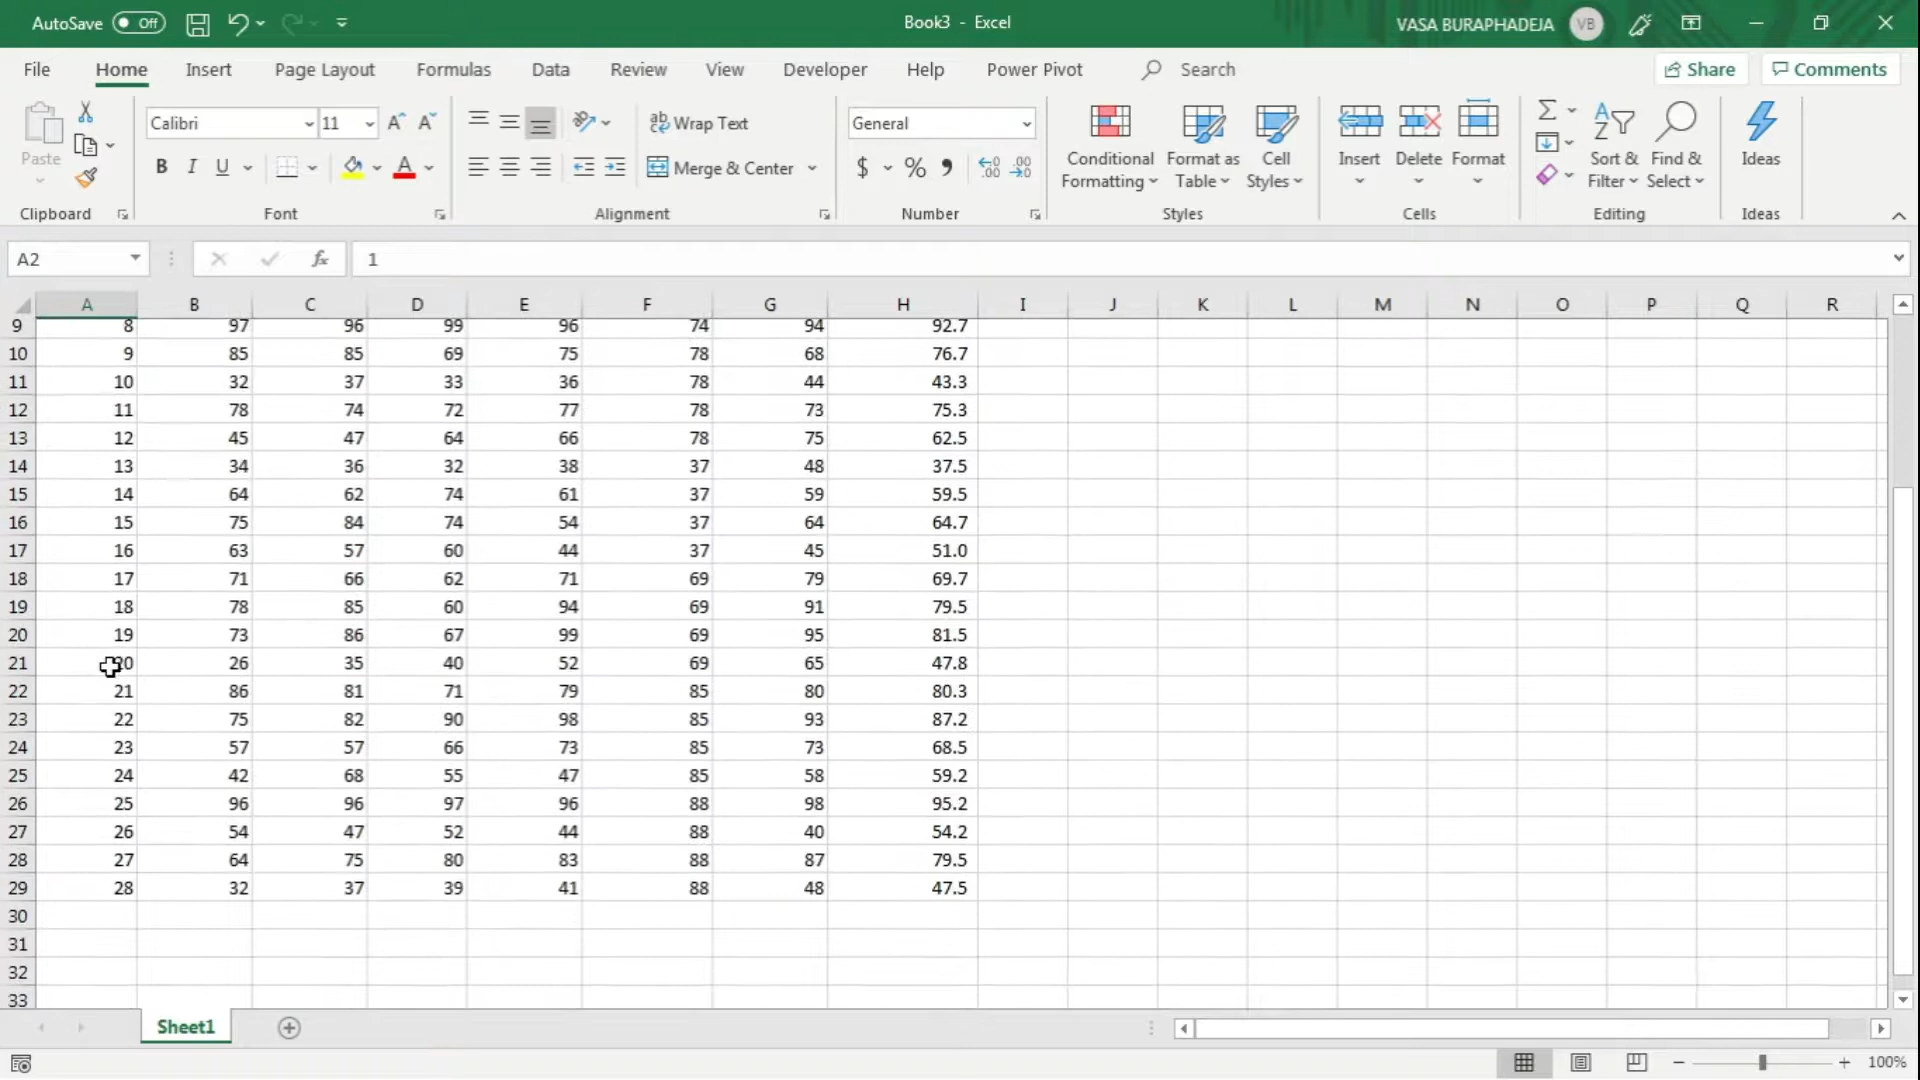 AutoSave Off
Book3 - Excel
VASA BURAPHADEJA VB
File Home Insert Page Layout Formulas Data Review View Developer Help Power Pivot Search Share Comments
Paste
Clipboard
Calibri 11
B I U A
Font
ab Wrap Text
Merge & Center
Alignment
General
$ % ,
Number
Conditional Formatting
Format as Table
Cell Styles
Styles
Insert Delete Format
Cells
Sort & Filter
Find & Select
Editing
Ideas
Ideas
A2 fx 1
A B C D E F G H I J K L M N O P Q R
9 8 97 96 99 96 74 94 92.7
10 9 85 85 69 75 78 68 76.7
11 10 32 37 33 36 78 44 43.3
12 11 78 74 72 77 78 73 75.3
13 12 45 47 64 66 78 75 62.5
14 13 34 36 32 38 37 48 37.5
15 14 64 62 74 61 37 59 59.5
16 15 75 84 74 54 37 64 64.7
17 16 63 57 60 44 37 45 51.0
18 17 71 66 62 71 69 79 69.7
19 18 78 85 60 94 69 91 79.5
20 19 73 86 67 99 69 95 81.5
21 20 26 35 40 52 69 65 47.8
22 21 86 81 71 79 85 80 80.3
23 22 75 82 90 98 85 93 87.2
24 23 57 57 66 73 85 73 68.5
25 24 42 68 55 47 85 58 59.2
26 25 96 96 97 96 88 98 95.2
27 26 54 47 52 44 88 40 54.2
28 27 64 75 80 83 88 87 79.5
29 28 32 37 39 41 88 48 47.5
30
31
32
33
Sheet1
100%